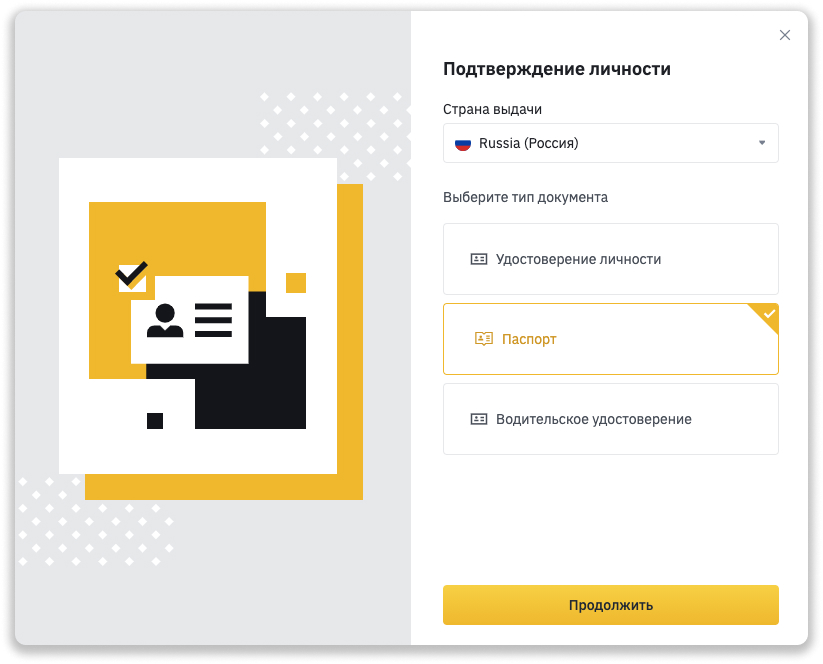 Подтверждение личности
Страна выдачи
Russia (Россия)
Выберите тип документа
Удостоверение личности
Паспорт
Водительское удостоверение
Продолжить